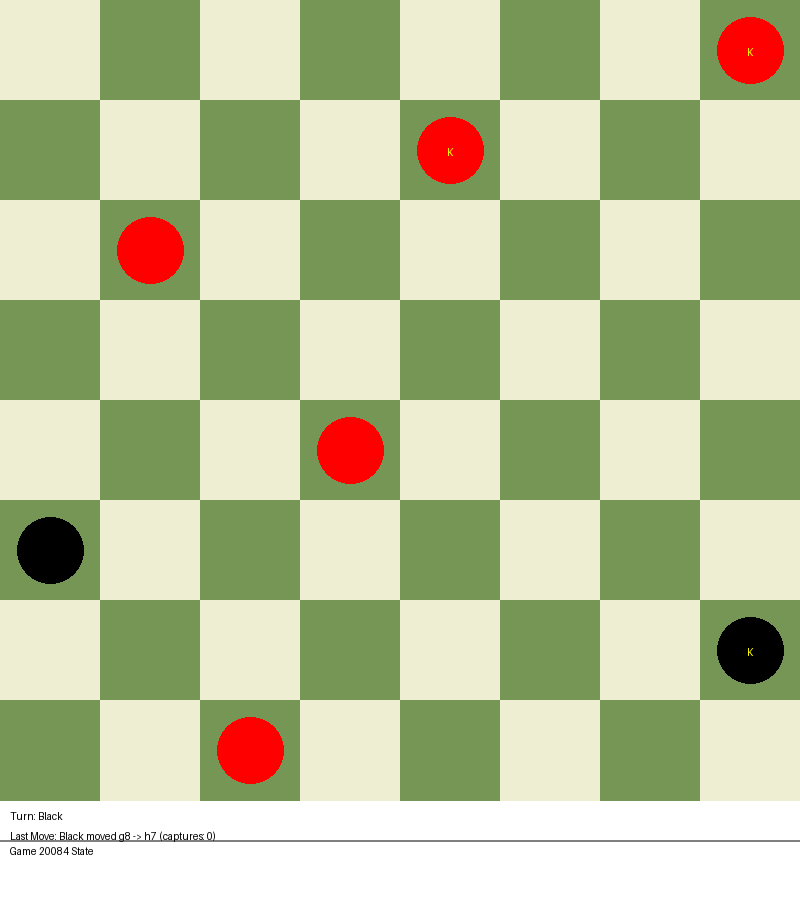 K
K
K
Turn: Black
Last Move: Black moved g8 -> h7 (captures: 0)
Game 20084 State